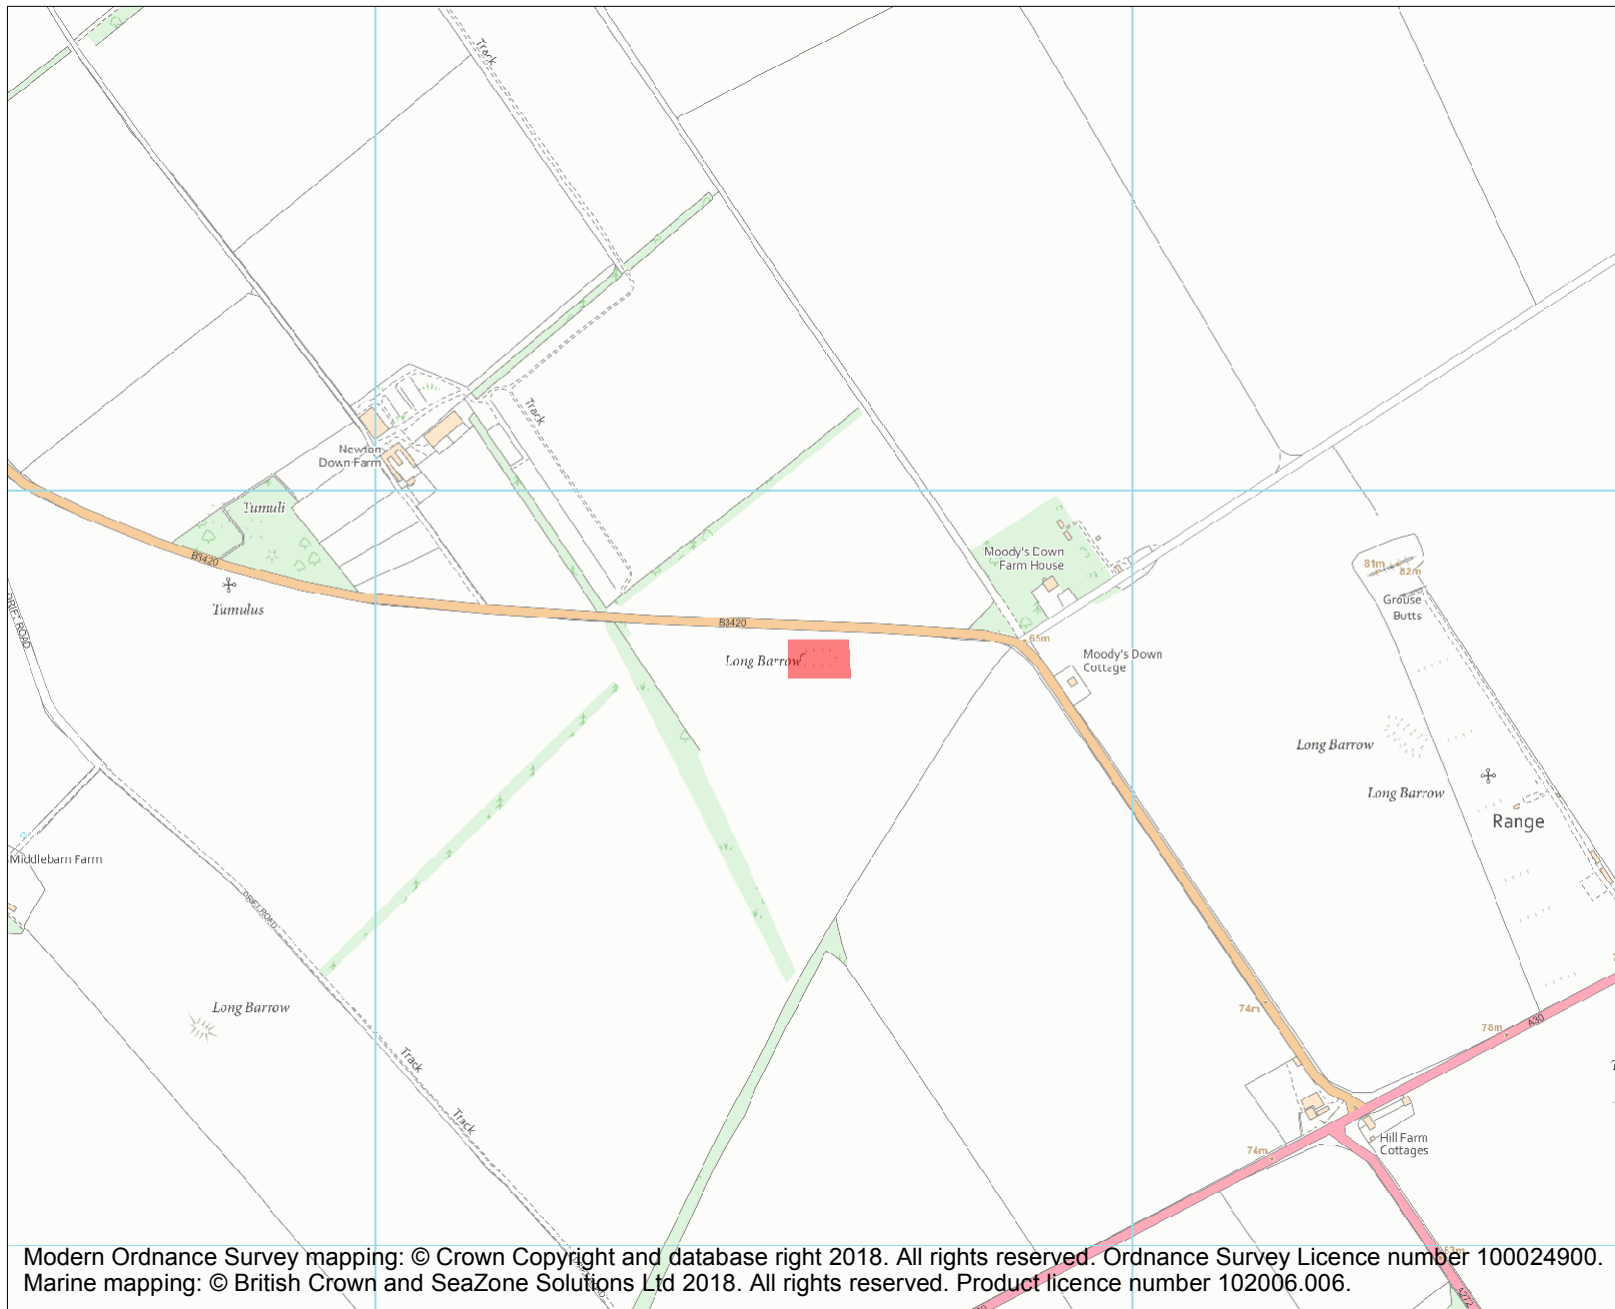 Track
Track
Newton
Down Farm
Tumuli
B3420
Tumulus
DRIFT ROAD
B3420
Long Barrow
Moody's Down
Farm House
65m
Moody's Down
Cottage
81m
82m
Grouse
Butts
Long Barrow
Long Barrow
Range
Middlebarn Farm
DRIFT ROAD
Long Barrow
Track
Track
74m
78m
A30
74m
Hill Farm
Cottages
63m
A272
Modern Ordnance Survey mapping: © Crown Copyright and database right 2018. All rights reserved. Ordnance Survey Licence number 100024900.
Marine mapping: © British Crown and SeaZone Solutions Ltd 2018. All rights reserved. Product licence number 102006.006.